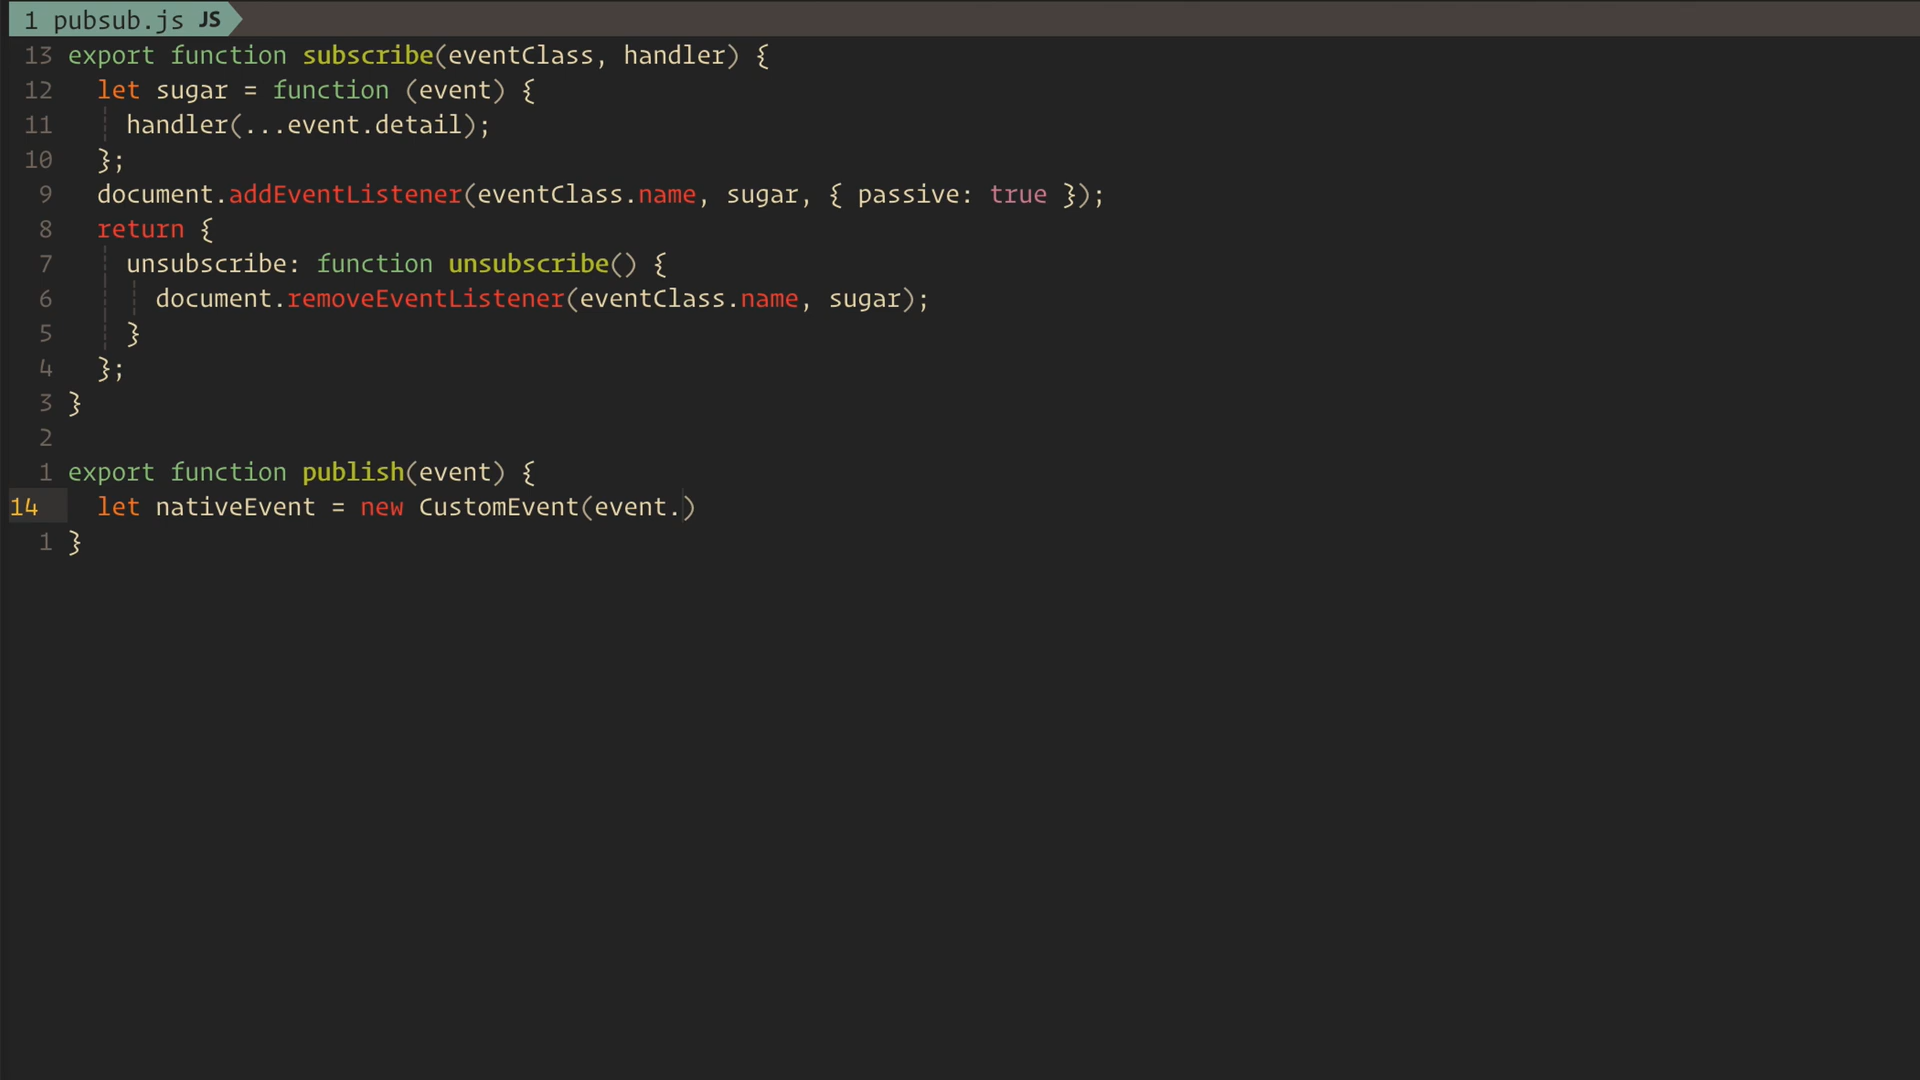 1 pubsub.js JS
13 export function subscribe(eventClass, handler) {
12   let sugar = function (event) {
11     handler(...event.detail);
10   };
9   document.addEventListener(eventClass.name, sugar, { passive: true });
8   return {
7     unsubscribe: function unsubscribe() {
6       document.removeEventListener(eventClass.name, sugar);
5     }
4   };
3 }
2
1 export function publish(event) {
14   let nativeEvent = new CustomEvent(event.)
1 }